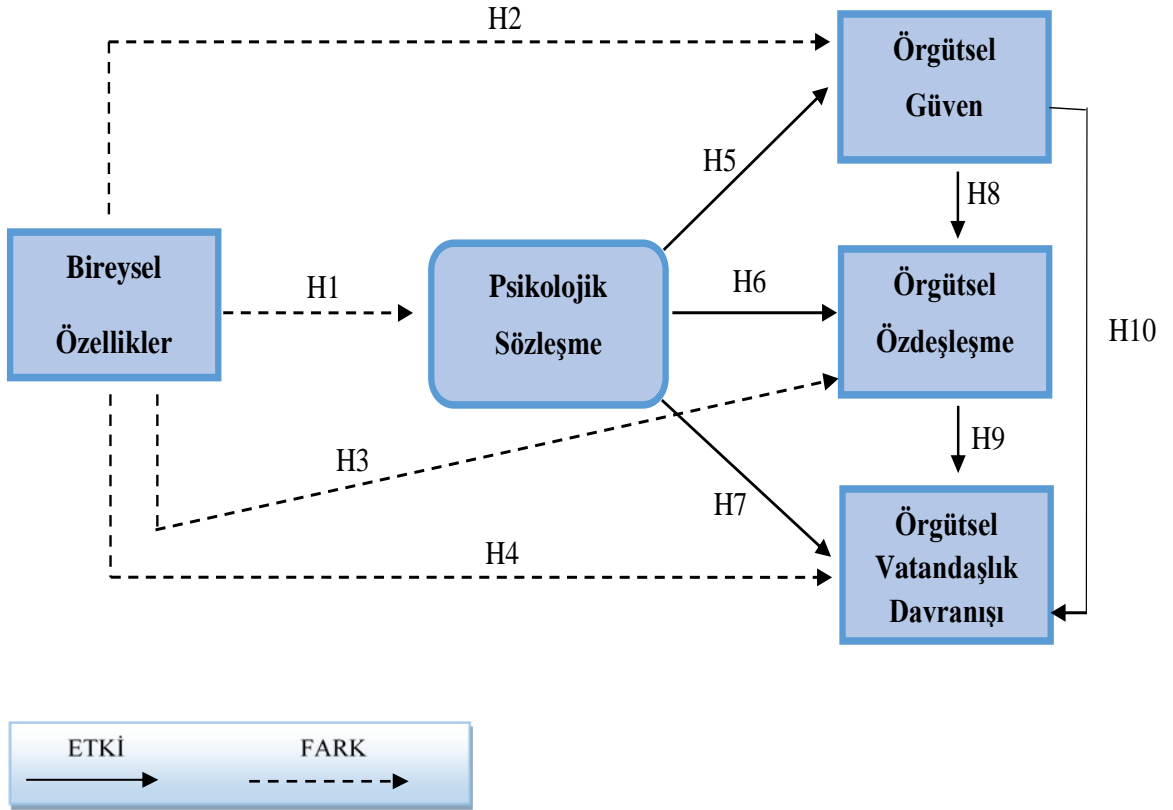 H2
Örgütsel
Güven
H5
H8
Bireysel
Özellikler
H1
Psikolojik
Sözleşme
H6
Örgütsel
Özdeşleşme
H10
H3
H9
H7
H4
Örgütsel
Vatandaşlık
Davranışı
ETKİ
FARK